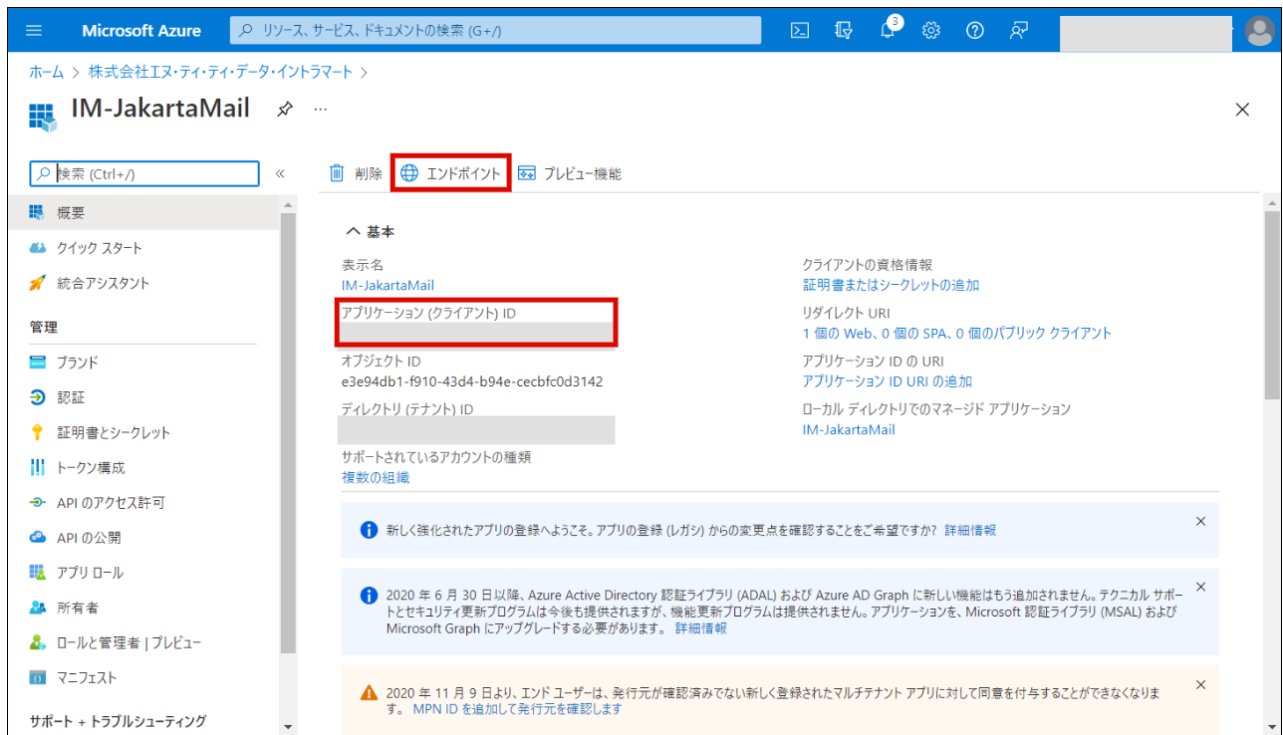 Microsoft Azure
リソース、サービス、ドキュメントの検索 (G+/)
3
ホーム > 株式会社エヌ・ティ・ティ・データ・イントラマート >
IM-JakartaMail
検索 (Ctrl+/)
概要
クイック スタート
統合アシスタント
管理
ブランド
認証
証明書とシークレット
トークン構成
API のアクセス許可
API の公開
アプリ ロール
所有者
ロールと管理者 | プレビュー
マニフェスト
サポート + トラブルシューティング
削除
エンドポイント
プレビュー機能
基本
表示名
IM-JakartaMail
アプリケーション (クライアント) ID
オブジェクト ID
e3e94db1-f910-43d4-b94e-cecbfc0d3142
ディレクトリ (テナント) ID
サポートされているアカウントの種類
複数の組織
クライアントの資格情報
証明書またはシークレットの追加
リダイレクト URI
1 個の Web、0 個の SPA、0 個のパブリック クライアント
アプリケーション ID の URI
アプリケーション ID URI の追加
ローカル ディレクトリでのマネージド アプリケーション
IM-JakartaMail
新しく強化されたアプリの登録へようこそ。アプリの登録 (レガシ) からの変更点を確認することをご希望ですか? 詳細情報
2020 年 6 月 30 日以降、Azure Active Directory 認証ライブラリ (ADAL) および Azure AD Graph に新しい機能はもう追加されません。テクニカル サポー
トとセキュリティ更新プログラムは今後も提供されますが、機能更新プログラムは提供されません。アプリケーションを、Microsoft 認証ライブラリ (MSAL) および
Microsoft Graph にアップグレードする必要があります。 詳細情報
2020 年 11 月 9 日より、エンド ユーザーは、発行元が確認済みでない新しく登録されたマルチテナント アプリに対して同意を付与することができなくなりま
す。 MPN ID を追加して発行元を確認します